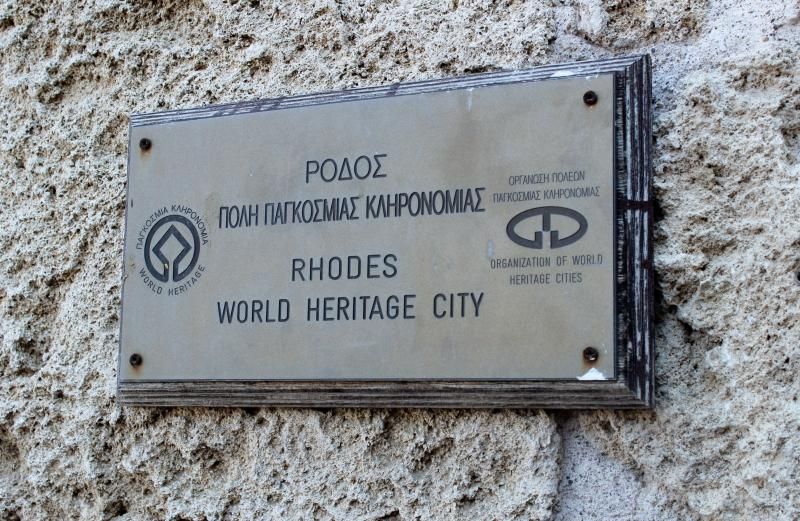 ΡΟΔΟΣ
ΠΟΛΗ ΠΑΓΚΟΣΜΙΑΣ ΚΛΗΡΟΝΟΜΙΑΣ
RHODES
WORLD HERITAGE CITY
ΠΑΓΚΟΣΜΙΑ ΚΛΗΡΟΝΟΜΙΑ
WORLD HERITAGE
ΟΡΓΑΝΩΣΗ ΠΟΛΕΩΝ
ΠΑΓΚΟΣΜΙΑΣ ΚΛΗΡΟΝΟΜΙΑΣ
ORGANIZATION OF WORLD
HERITAGE CITIES